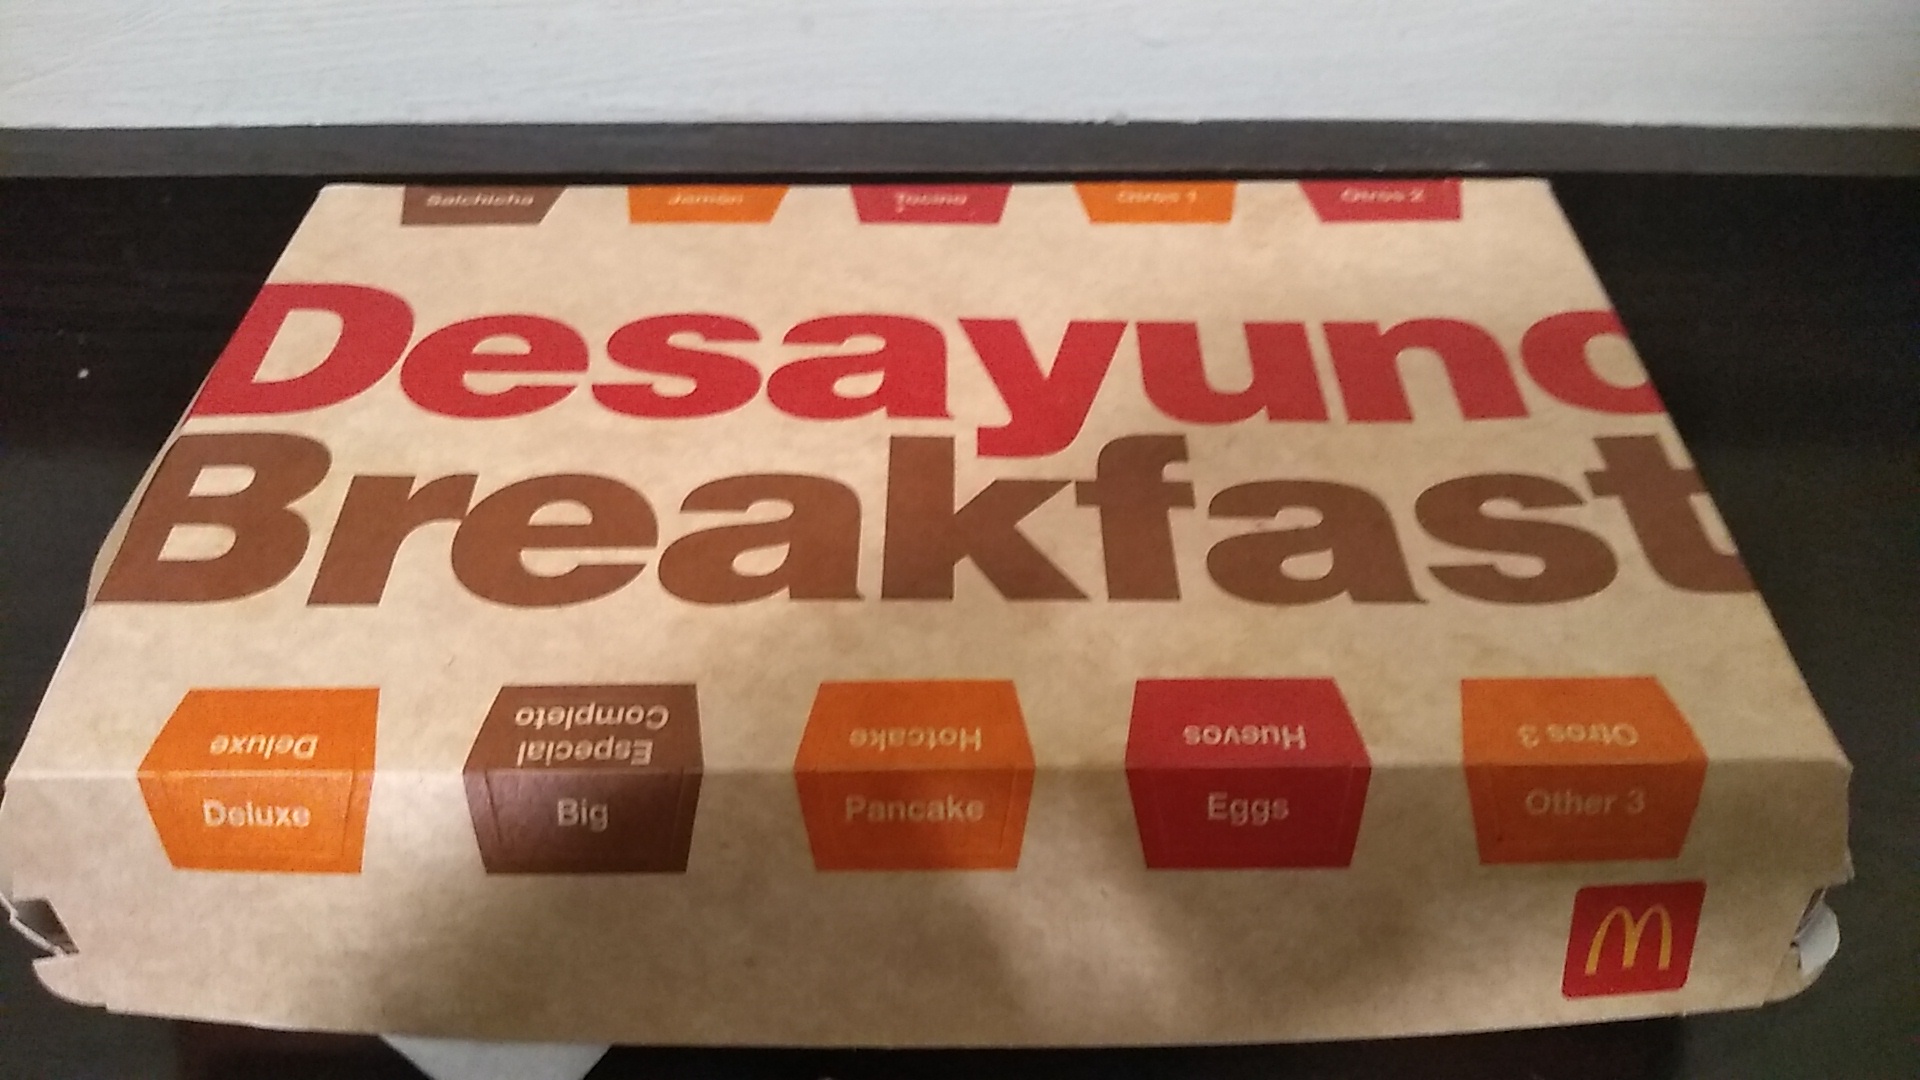 Salchicha Jamón Tocino Otros 1 Otros 2
Desayuno
Breakfast
Deluxe Especial Completo Hotcake Huevos Otros 3
Deluxe Big Pancake Eggs Other 3
M